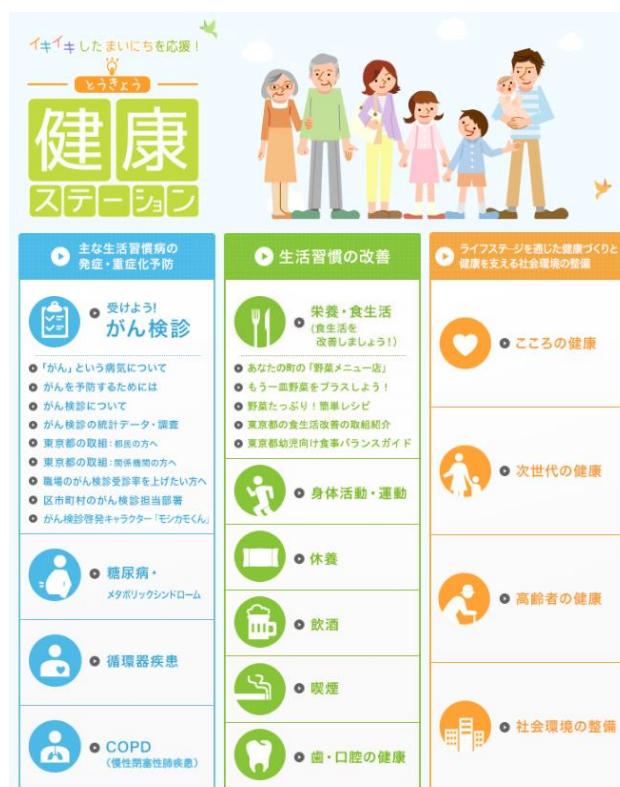 イキイキしたまいにちを応援!
とうきょう
健康
ステーション
主な生活習慣病の
発症・重症化予防
受けよう!
がん検診
「がん」という病気について
がんを予防するためには
がん検診について
がん検診の統計データ・調査
東京都の取組:都民の方へ
東京都の取組:関係機関の方へ
職場のがん検診受診率を上げたい方へ
区市町村のがん検診担当部署
がん検診啓発キャラクター「モシカモくん」
糖尿病・
メタボリックシンドローム
循環器疾患
COPD
(慢性閉塞性肺疾患)
生活習慣の改善
栄養・食生活
(食生活を
改善しましょう!)
あなたの町の「野菜メニュー店」
もう一皿野菜をプラスしよう!
野菜たっぷり!簡単レシピ
東京都の食生活改善の取組紹介
東京都幼児向け食事バランスガイド
身体活動・運動
休養
飲酒
喫煙
歯・口腔の健康
ライフステージを通じた健康づくりと
健康を支える社会環境の整備
こころの健康
次世代の健康
高齢者の健康
社会環境の整備